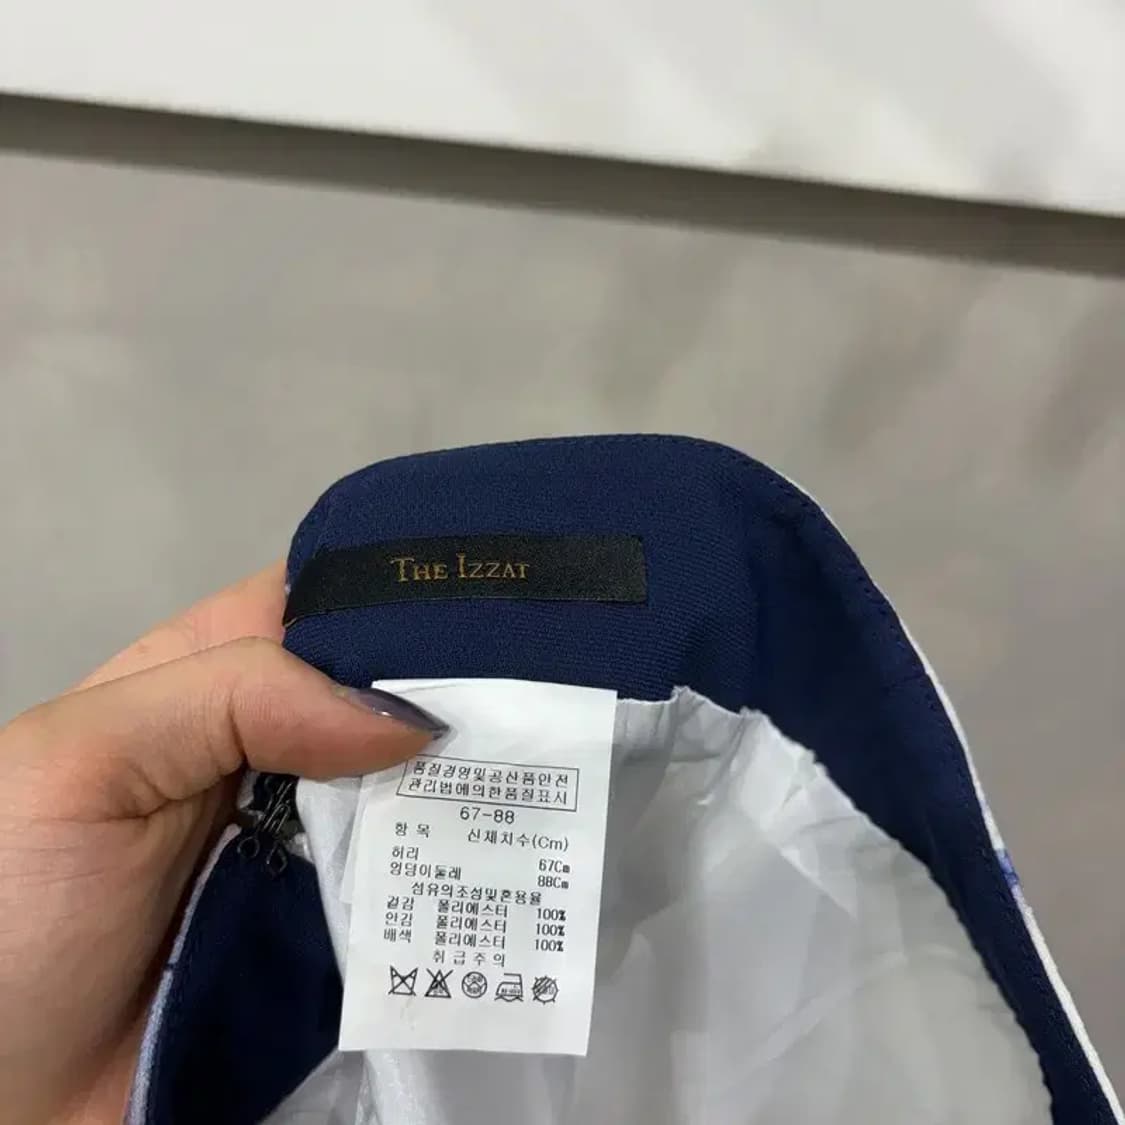 THE IZZAT
품질경영및공산품안전
관리법에의한품질표시
67-88
항 목 신체치수(Cm)
허리 67Cm
엉덩이둘레 88Cm
섬유의조성및혼용율
겉감 폴리에스터 100%
안감 폴리에스터 100%
배색 폴리에스터 100%
취 급 주 의